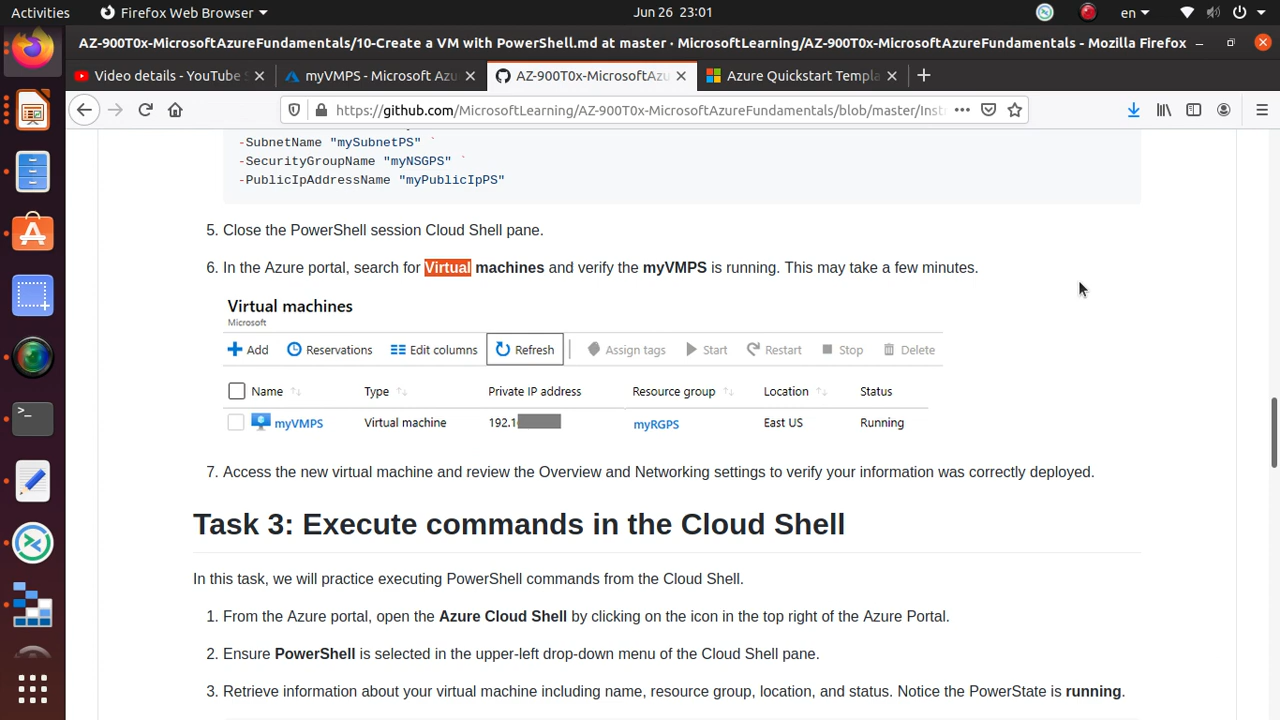 Activities
Firefox Web Browser
Jun 26 23:01
en
AZ-900T0x-MicrosoftAzureFundamentals/10-Create a VM with PowerShell.md at master · MicrosoftLearning/AZ-900T0x-MicrosoftAzureFundamentals - Mozilla Firefox
Video details - YouTube
myVMPS - Microsoft Azu
AZ-900T0x-MicrosoftAzu
Azure Quickstart Templa
https://github.com/MicrosoftLearning/AZ-900T0x-MicrosoftAzureFundamentals/blob/master/Inst
-SubnetName "mySubnetPS" `
-SecurityGroupName "myNSGPS" `
-PublicIpAddressName "myPublicIpPS"
5. Close the PowerShell session Cloud Shell pane.
6. In the Azure portal, search for Virtual machines and verify the myVMPS is running. This may take a few minutes.
Virtual machines
Microsoft
Add Reservations Edit columns Refresh Assign tags Start Restart Stop Delete
Name Type Private IP address Resource group Location Status
myVMPS Virtual machine 192.1 myRGPS East US Running
7. Access the new virtual machine and review the Overview and Networking settings to verify your information was correctly deployed.
Task 3: Execute commands in the Cloud Shell
In this task, we will practice executing PowerShell commands from the Cloud Shell.
1. From the Azure portal, open the Azure Cloud Shell by clicking on the icon in the top right of the Azure Portal.
2. Ensure PowerShell is selected in the upper-left drop-down menu of the Cloud Shell pane.
3. Retrieve information about your virtual machine including name, resource group, location, and status. Notice the PowerState is running.